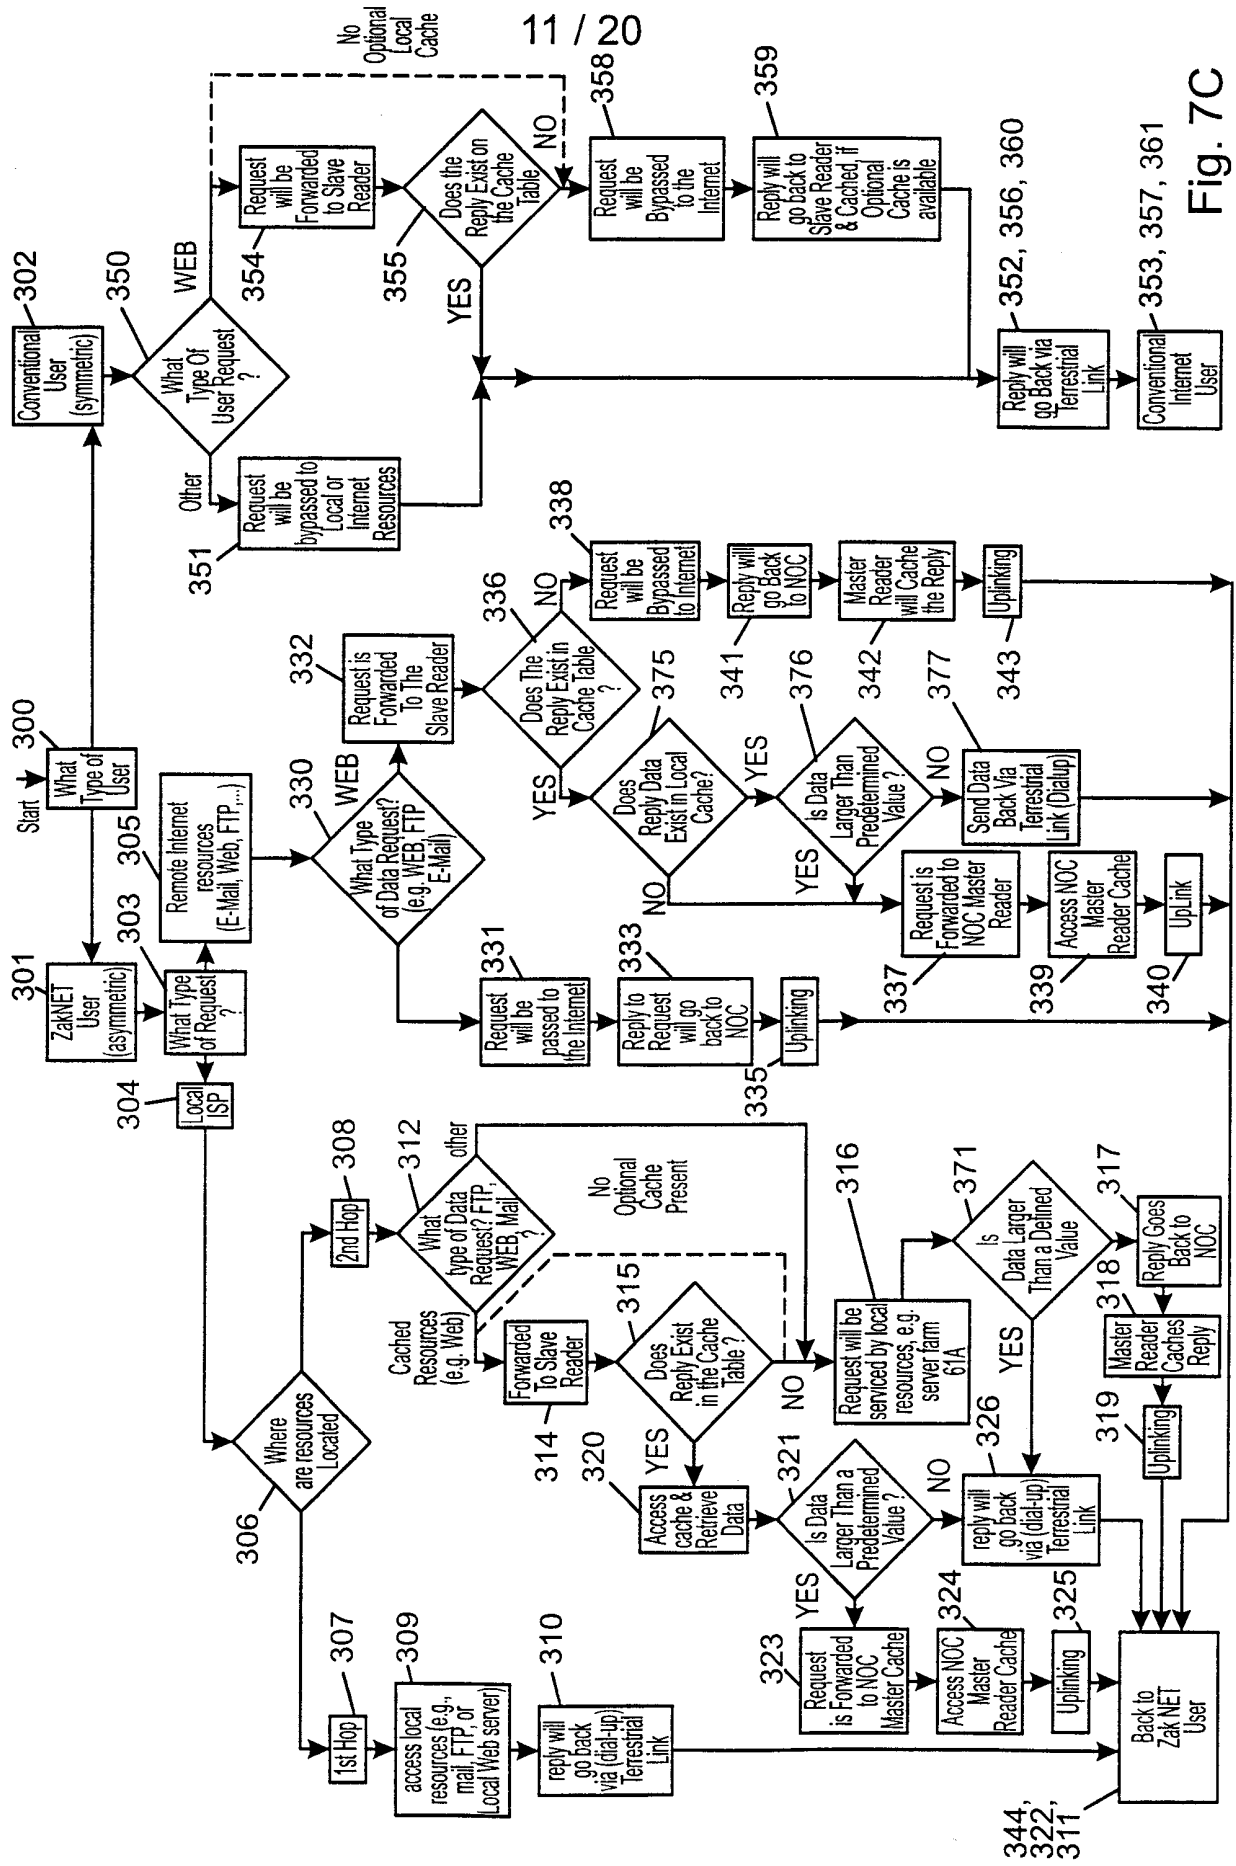 11 / 20
Start
300
What
Type of
User
301
ZakNET
User
(asymmetric)
302
Conventional
User
(symmetric)
303
What Type
of Request
?
304
Local
ISP
305
Remote Internet
resources
(E-Mail, Web, FTP,...)
306
Where
are resources
Located
307
1st Hop
309
access local
resources (e.g.,
mail, FTP, or
Local Web server)
310
reply will
go back
via (dial-up)
Terrestrial
Link
308
2nd Hop
312
What
type of Data
Request? FTP,
WEB, Mail
?
other
Cached
Resources
(e.g. Web)
No
Optional
Cache
Present
314
Forwarded
To Slave
Reader
315
Does
Reply Exist
in the Cache
Table ?
YES
NO
320
Access
cache &
Retrieve
Data
321
Is Data
Larger Than a
Predetermined
Value ?
YES
NO
323
Request
is Forwarded
to NOC
Master Cache
324
Access NOC
Master
Reader Cache
325
Uplinking
326
reply will
go back
via (dial-up)
Terrestrial
Link
316
Request will be
serviced by local
resources, e.g.
server farm
61A
371
Is
Data Larger
Than a Defined
Value
YES
317
Reply Goes
Back to
NOC
318
Master
Reader
Caches
Reply
319
Uplinking
344,
322,
311
Back to
Zak NET
User
330
What Type
of Data Request?
(e.g. WEB, FTP
E-Mail)
WEB
331
Request
will be
passed to
the Internet
333
Reply to
Request
will go
back to
NOC
335
Uplinking
332
Request is
Forwarded
To The
Slave Reader
336
Does The
Reply Exist in
Cache Table
?
YES
NO
375
Does
Reply Data
Exist in Local
Cache?
NO
YES
376
Is Data
Larger Than
Predetermined
Value ?
YES
NO
377
Send Data
Back Via
Terrestrial
Link (Dialup)
337
Request is
Forwarded to
NOC Master
Reader
339
Access NOC
Master
Reader Cache
340
UpLink
338
Request
will be
Bypassed
to Internet
341
Reply will
go Back
to NOC
342
Master
Reader
will Cache
the Reply
343
Uplinking
350
What
Type Of
User Request
?
Other
WEB
No
Optional
Local
Cache
351
Request
will be
bypassed to
Local or
Internet
Resources
354
Request
will be
Forwarded
to Slave
Reader
355
Does the
Reply Exist on
the Cache
Table
YES
NO
358
Request
will be
Bypassed
to the
Internet
359
Reply will
go back to
Slave Reader
& Cached, if
Optional
Cache is
available
352, 356, 360
Reply will
go Back via
Terrestrial
Link
353, 357, 361
Conventional
Internet
User
Fig. 7C